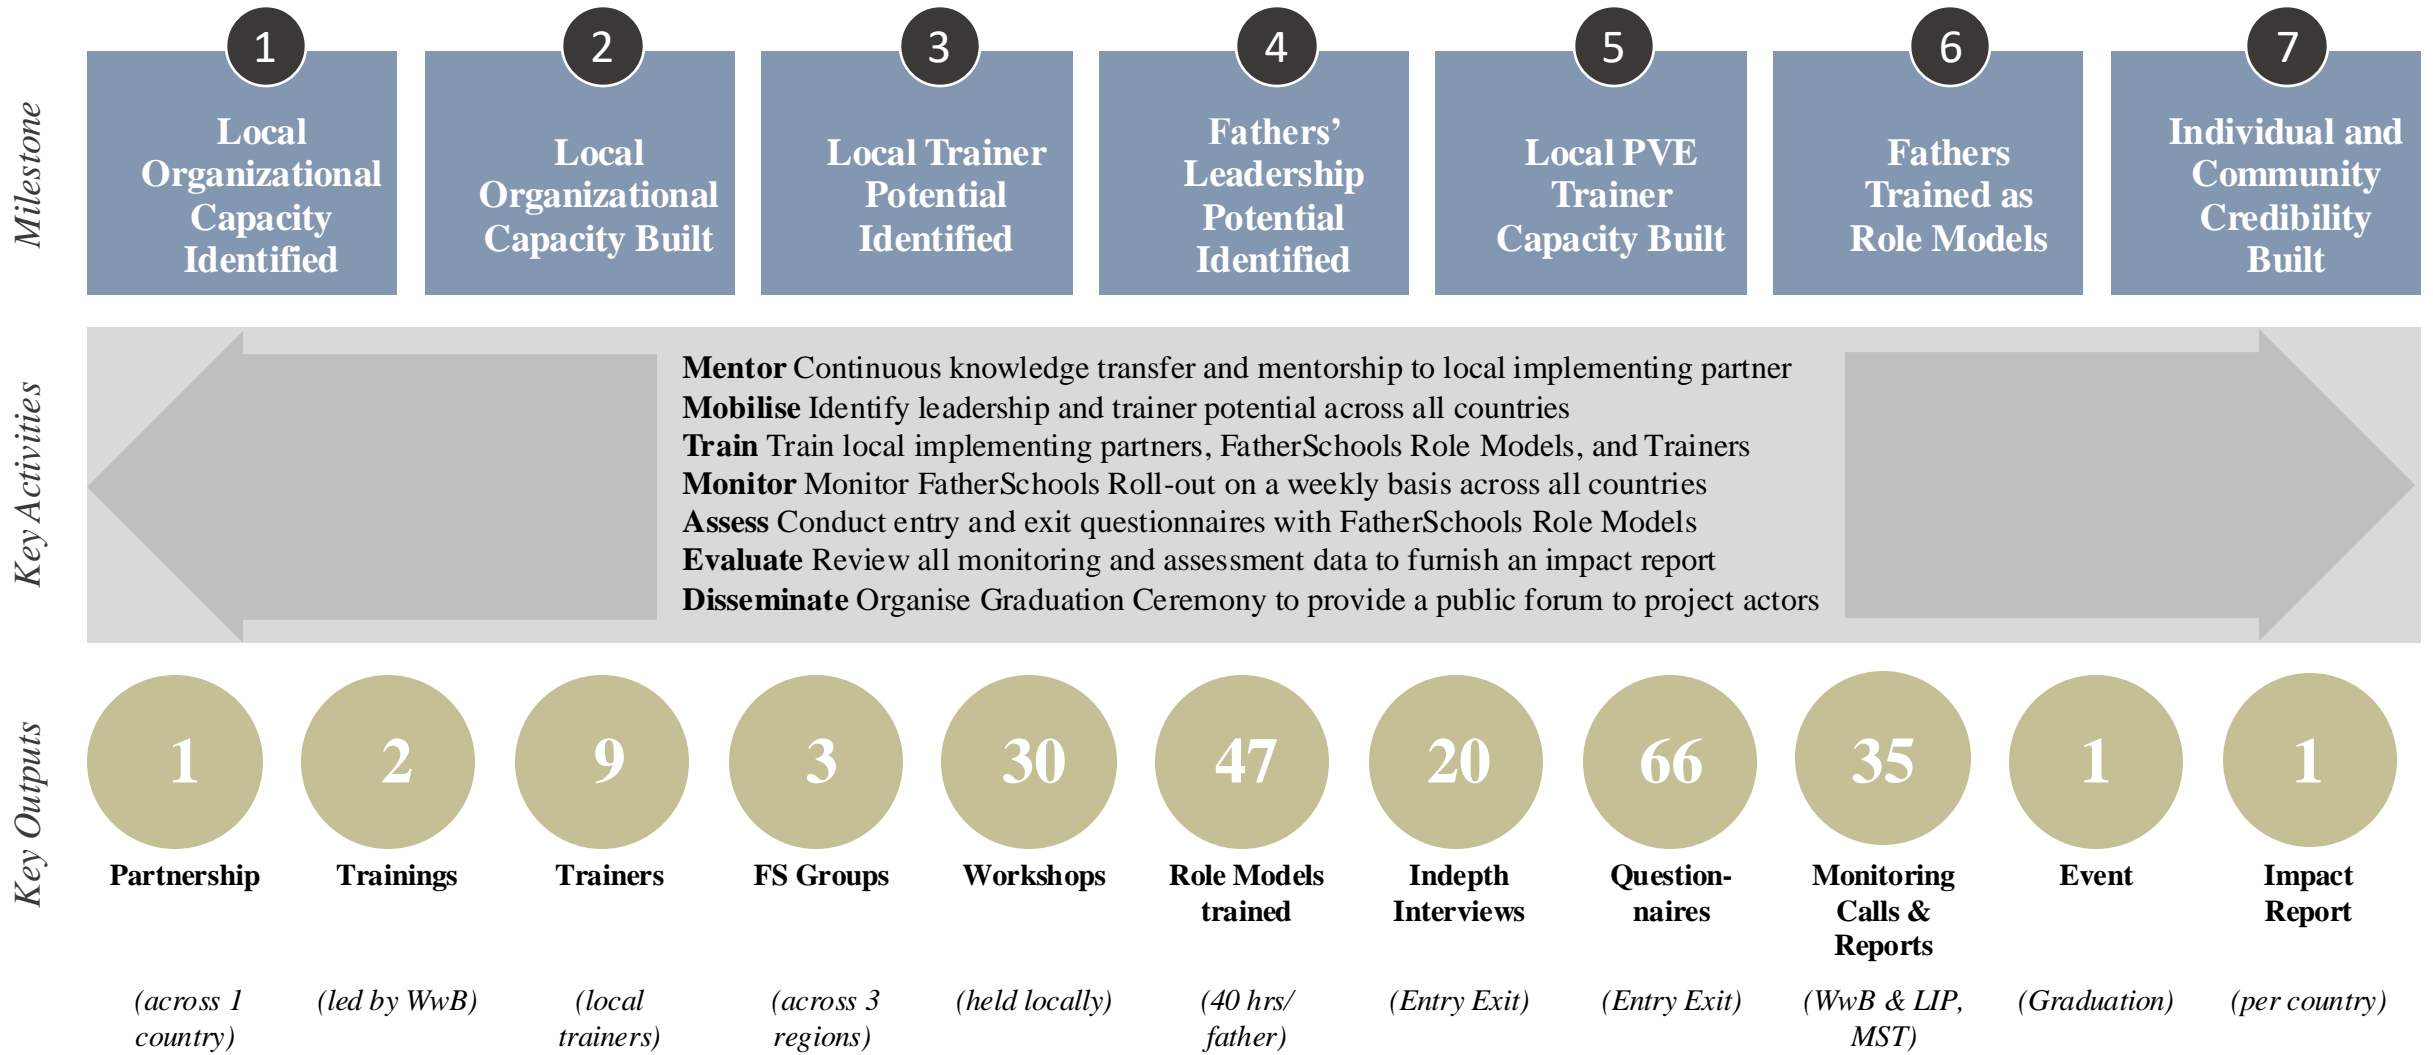 Milestone
1
Local
Organizational
Capacity
Identified
2
Local
Organizational
Capacity Built
3
Local Trainer
Potential
Identified
4
Fathers’
Leadership
Potential
Identified
5
Local PVE
Trainer
Capacity Built
6
Fathers
Trained as
Role Models
7
Individual and
Community
Credibility
Built
Key Activities
Mentor Continuous knowledge transfer and mentorship to local implementing partner
Mobilise Identify leadership and trainer potential across all countries
Train Train local implementing partners, FatherSchools Role Models, and Trainers
Monitor Monitor FatherSchools Roll-out on a weekly basis across all countries
Assess Conduct entry and exit questionnaires with FatherSchools Role Models
Evaluate Review all monitoring and assessment data to furnish an impact report
Disseminate Organise Graduation Ceremony to provide a public forum to project actors
Key Outputs
1
Partnership
(across 1
country)
2
Trainings
(led by WwB)
9
Trainers
(local
trainers)
3
FS Groups
(across 3
regions)
30
Workshops
(held locally)
47
Role Models
trained
(40 hrs/
father)
20
Indepth
Interviews
(Entry Exit)
66
Question-
naires
(Entry Exit)
35
Monitoring
Calls &
Reports
(WwB & LIP,
MST)
1
Event
(Graduation)
1
Impact
Report
(per country)